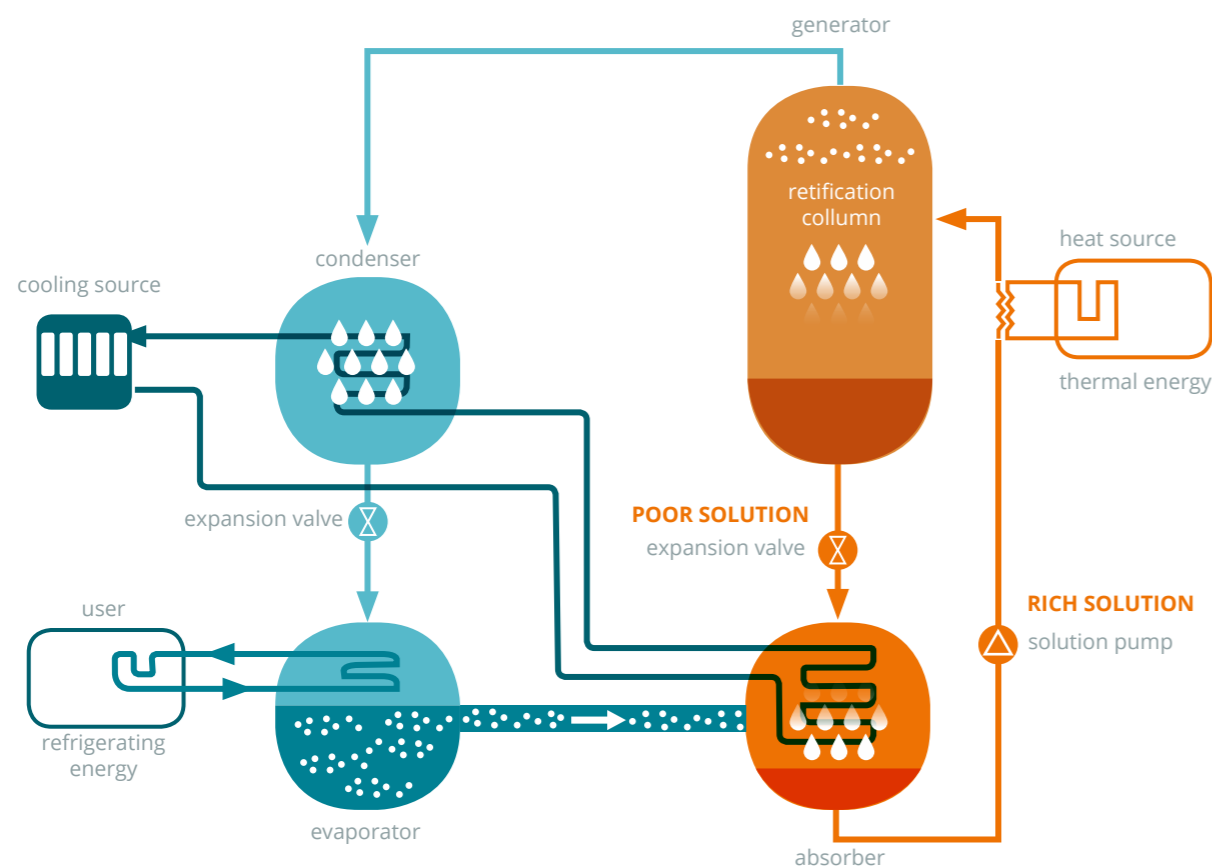 generator
retification
collumn
condenser
heat source
cooling source
thermal energy
POOR SOLUTION
expansion valve
expansion valve
user
RICH SOLUTION
solution pump
refrigerating
energy
evaporator
absorber